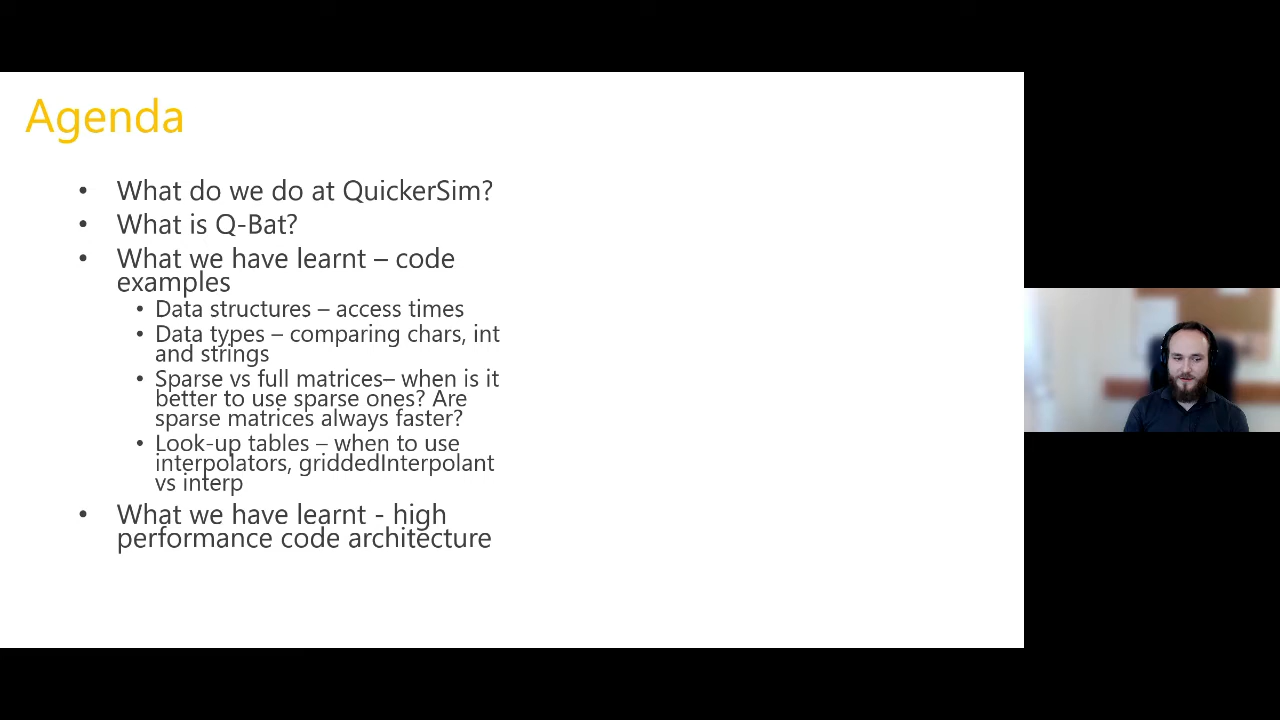 Agenda
• What do we do at QuickerSim?
• What is Q-Bat?
• What we have learnt – code
examples
• Data structures – access times
• Data types – comparing chars, int
and strings
• Sparse vs full matrices– when is it
better to use sparse ones? Are
sparse matrices always faster?
• Look-up tables – when to use
interpolators, griddedInterpolant
vs interp
• What we have learnt - high
performance code architecture